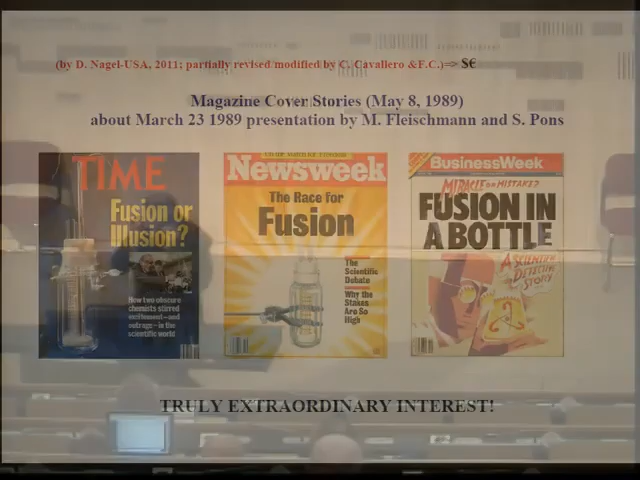 (by D. Nagel-USA, 2011; partially revised modified by C. Cavallero &F.C.)=> $€
Magazine Cover Stories (May 8, 1989)
about March 23 1989 presentation by M. Fleischmann and S. Pons
TIME
Fusion or
Illusion?
How two obscure
chemists stirred
excitement—and
outrage—in the
scientific world
Newsweek
The Race for
Fusion
The
Scientific
Debate
Why the
Stakes
Are So
High
BusinessWeek
MIRACLE OR MISTAKE?
FUSION IN
A BOTTLE
A SCIENTIFIC
DETECTIVE
STORY
TRULY EXTRAORDINARY INTEREST!